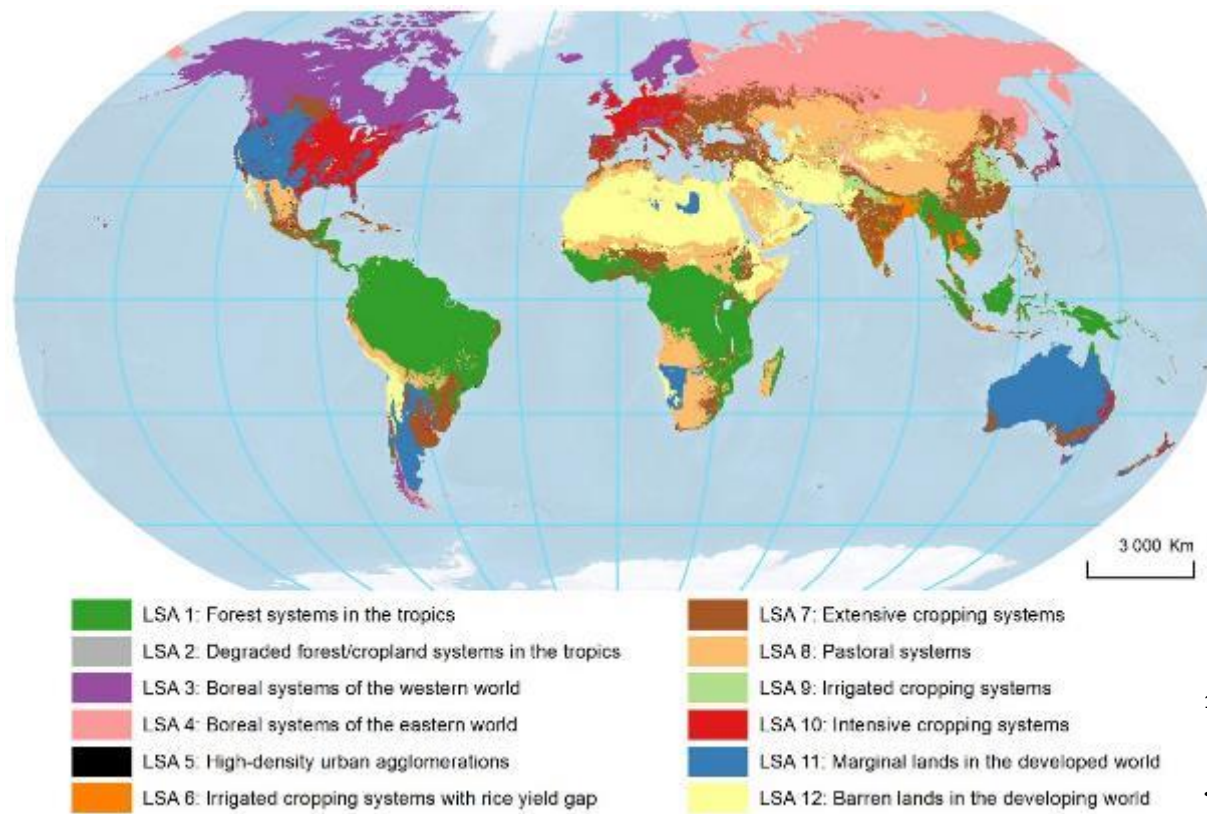 3 000 Km
LSA 1: Forest systems in the tropics
LSA 2: Degraded forest/cropland systems in the tropics
LSA 3: Boreal systems of the western world
LSA 4: Boreal systems of the eastern world
LSA 5: High-density urban agglomerations
LSA 6: Irrigated cropping systems with rice yield gap
LSA 7: Extensive cropping systems
LSA 8: Pastoral systems
LSA 9: Irrigated cropping systems
LSA 10: Intensive cropping systems
LSA 11: Marginal lands in the developed world
LSA 12: Barren lands in the developing world